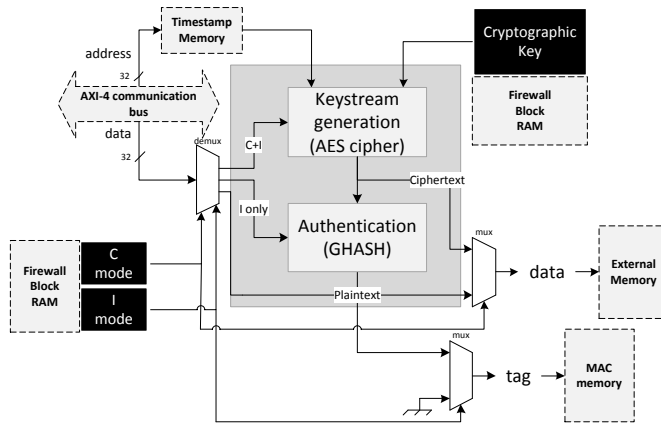 Timestamp
Memory
Cryptographic
Key
address
32
Firewall
Block
RAM
AXI-4 communication
bus
Keystream
generation
(AES cipher)
data
32
demux
C+I
Ciphertext
I only
Authentication
(GHASH)
mux
Firewall
Block
RAM
C
mode
I
mode
Plaintext
data
External
Memory
mux
tag
MAC
memory